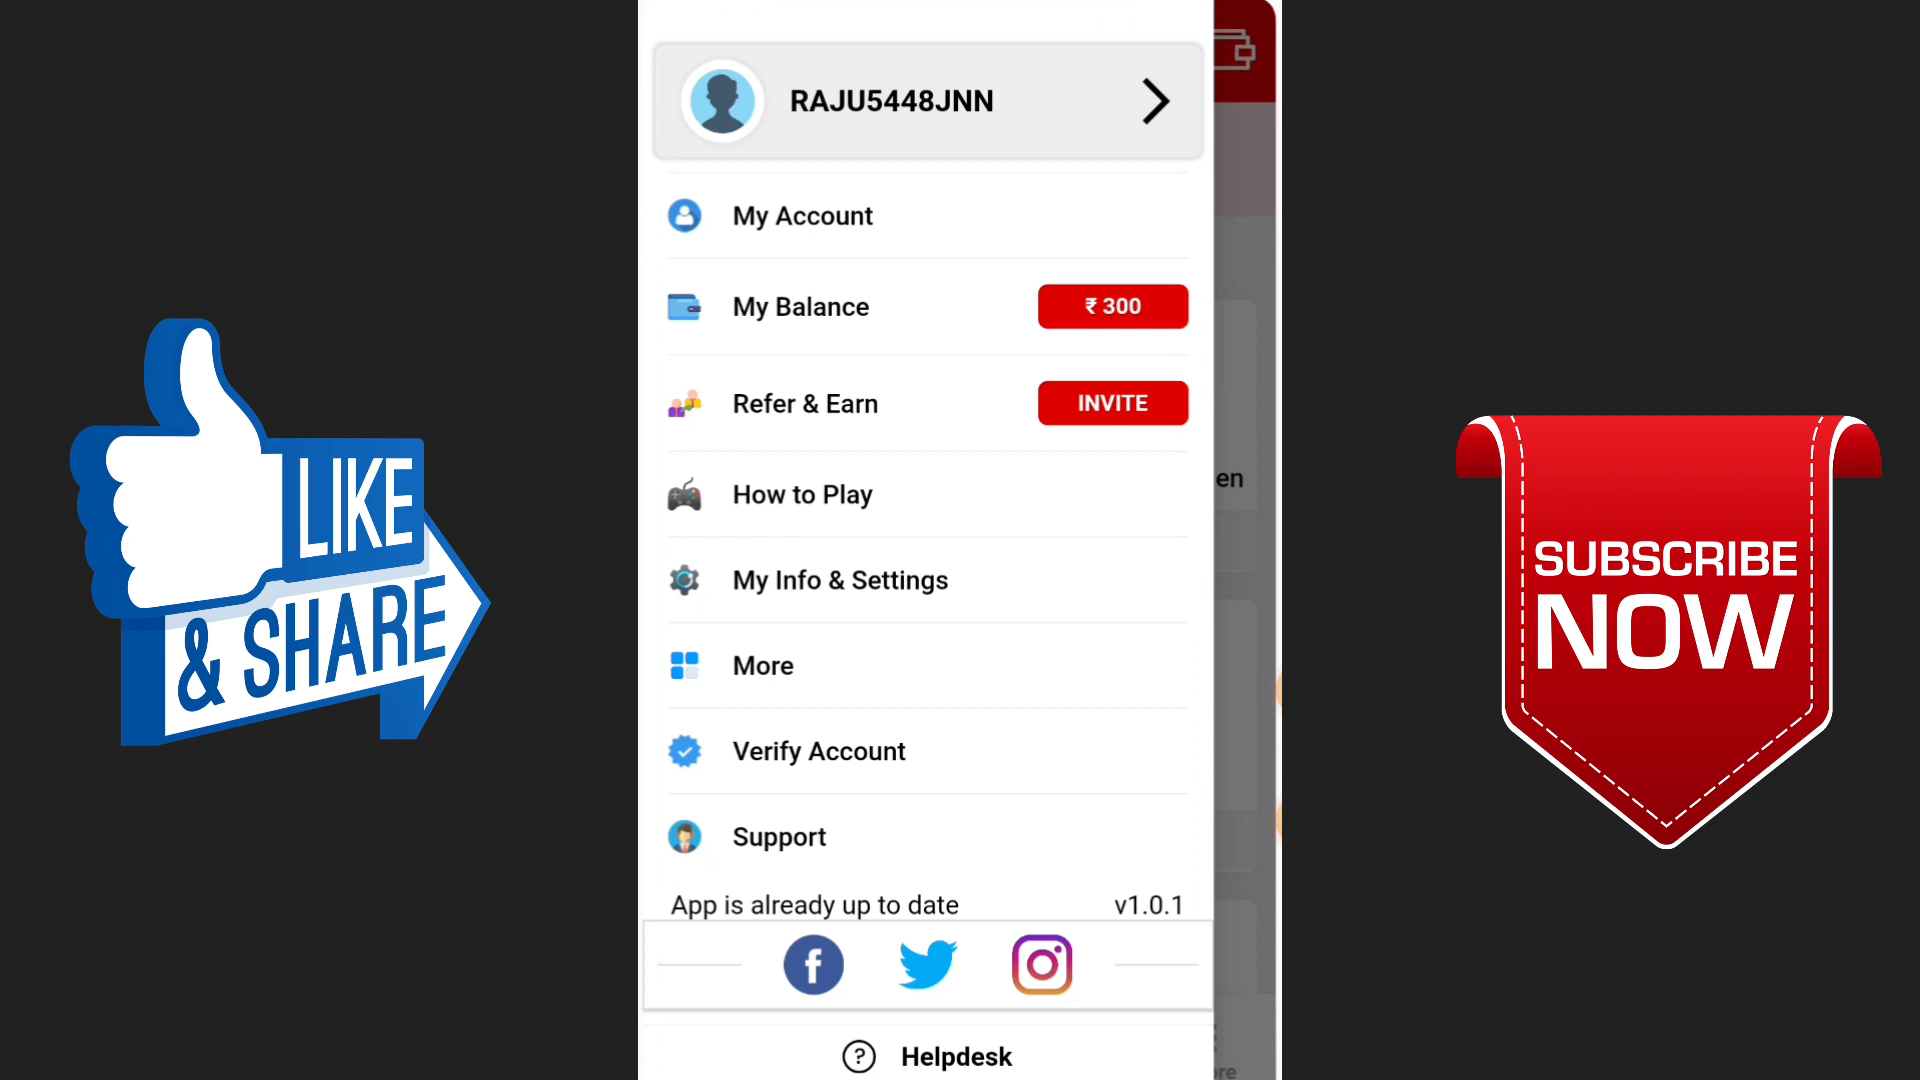 RAJU5448JNN
My Account
My Balance
₹ 300
Refer & Earn
INVITE
How to Play
My Info & Settings
More
Verify Account
Support
App is already up to date
v1.0.1
Helpdesk
LIKE
& SHARE
SUBSCRIBE
NOW
en